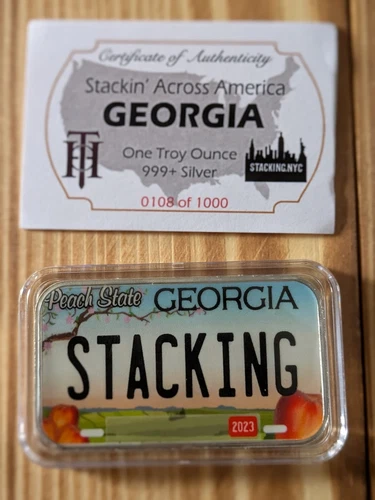 Certificate of Authenticity
Stackin' Across America
GEORGIA
One Troy Ounce
999+ Silver
STACKING.NYC
0108 of 1000
Peach State GEORGIA
STACKING
2023